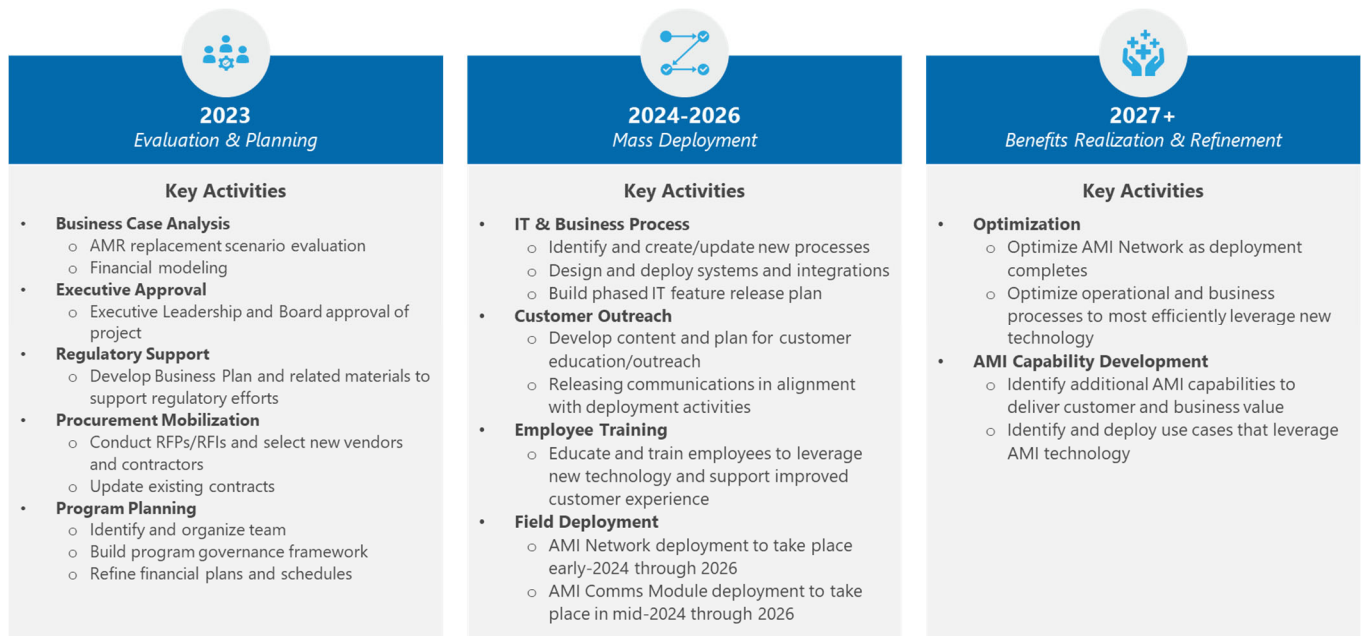 2023
Evaluation & Planning
Key Activities
• Business Case Analysis
o AMR replacement scenario evaluation
o Financial modeling
• Executive Approval
o Executive Leadership and Board approval of
project
• Regulatory Support
o Develop Business Plan and related materials to
support regulatory efforts
• Procurement Mobilization
o Conduct RFPs/RFIs and select new vendors
and contractors
o Update existing contracts
• Program Planning
o Identify and organize team
o Build program governance framework
o Refine financial plans and schedules
2024-2026
Mass Deployment
Key Activities
• IT & Business Process
o Identify and create/update new processes
o Design and deploy systems and integrations
o Build phased IT feature release plan
• Customer Outreach
o Develop content and plan for customer
education/outreach
o Releasing communications in alignment
with deployment activities
• Employee Training
o Educate and train employees to leverage
new technology and support improved
customer experience
• Field Deployment
o AMI Network deployment to take place
early-2024 through 2026
o AMI Comms Module deployment to take
place in mid-2024 through 2026
2027+
Benefits Realization & Refinement
Key Activities
• Optimization
o Optimize AMI Network as deployment
completes
o Optimize operational and business
processes to most efficiently leverage new
technology
• AMI Capability Development
o Identify additional AMI capabilities to
deliver customer and business value
o Identify and deploy use cases that leverage
AMI technology